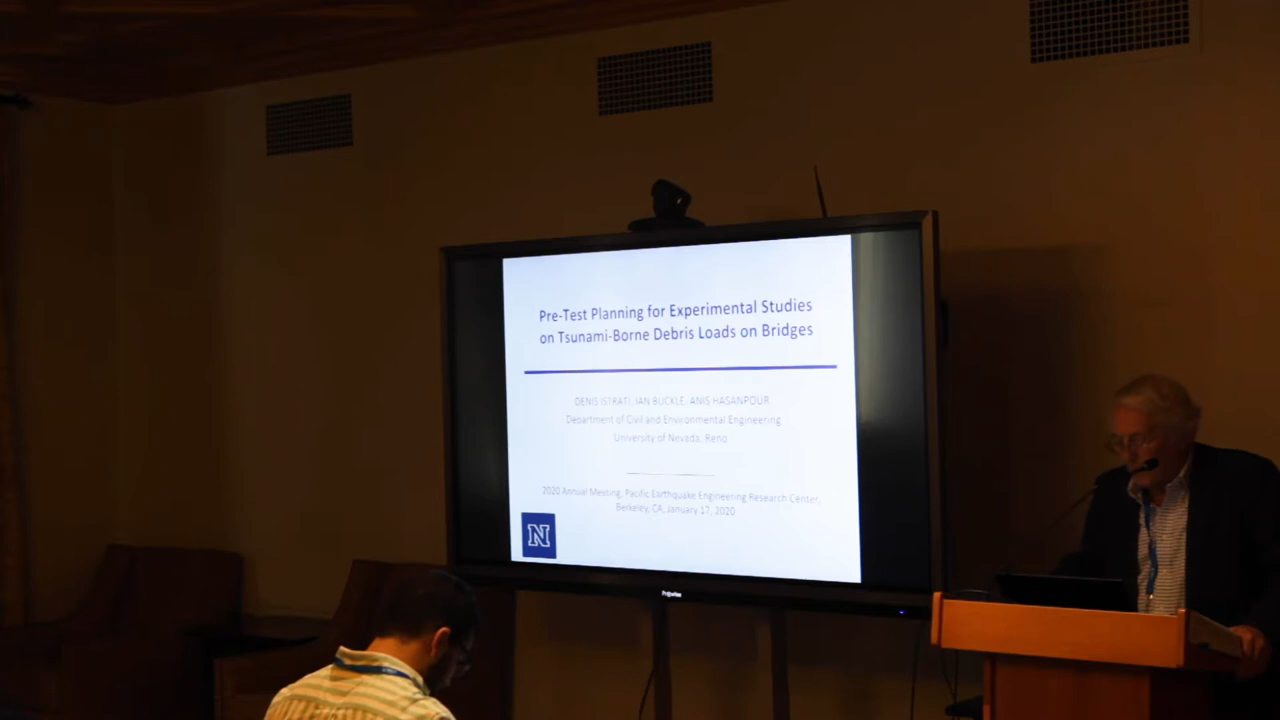 Pre-Test Planning for Experimental Studies
on Tsunami-Borne Debris Loads on Bridges
DENIS ISTRATI, IAN BUCKLE, ANIS HASANPOUR
Department of Civil and Environmental Engineering
University of Nevada, Reno
2020 Annual Meeting, Pacific Earthquake Engineering Research Center,
Berkeley, CA, January 17, 2020
N